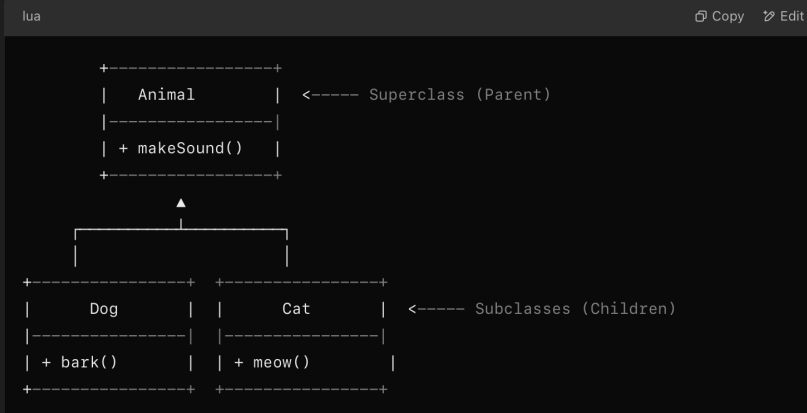 lua Copy Edit
+-----------------+
| Animal | <----- Superclass (Parent)
|-----------------|
| + makeSound() |
+-----------------+
▲
┌───────────┴───────────┐
│ │
+-----------------+ +-----------------+
| Dog | | Cat | <----- Subclasses (Children)
|-----------------| |----------------|
| + bark() | | + meow() |
+-----------------+ +-----------------+